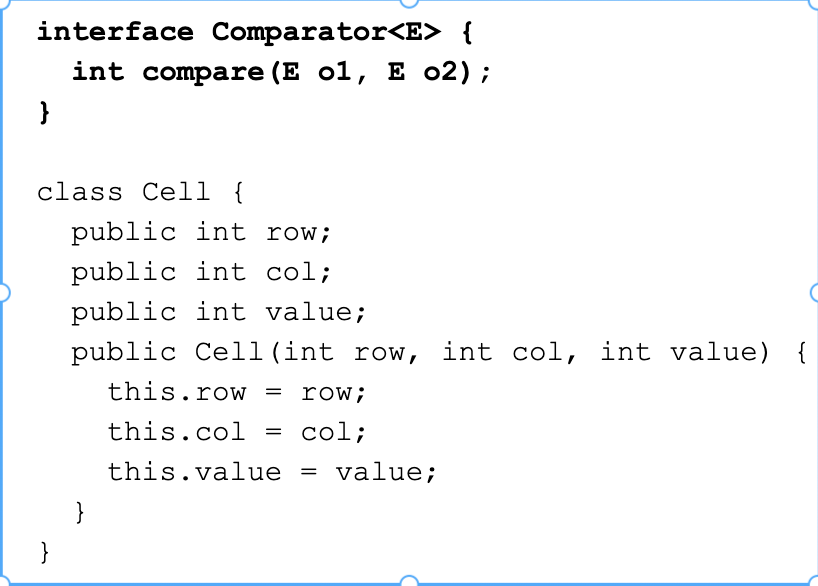 interface Comparator<E> {
  int compare(E o1, E o2);
}

class Cell {
  public int row;
  public int col;
  public int value;
  public Cell(int row, int col, int value) {
    this.row = row;
    this.col = col;
    this.value = value;
  }
}